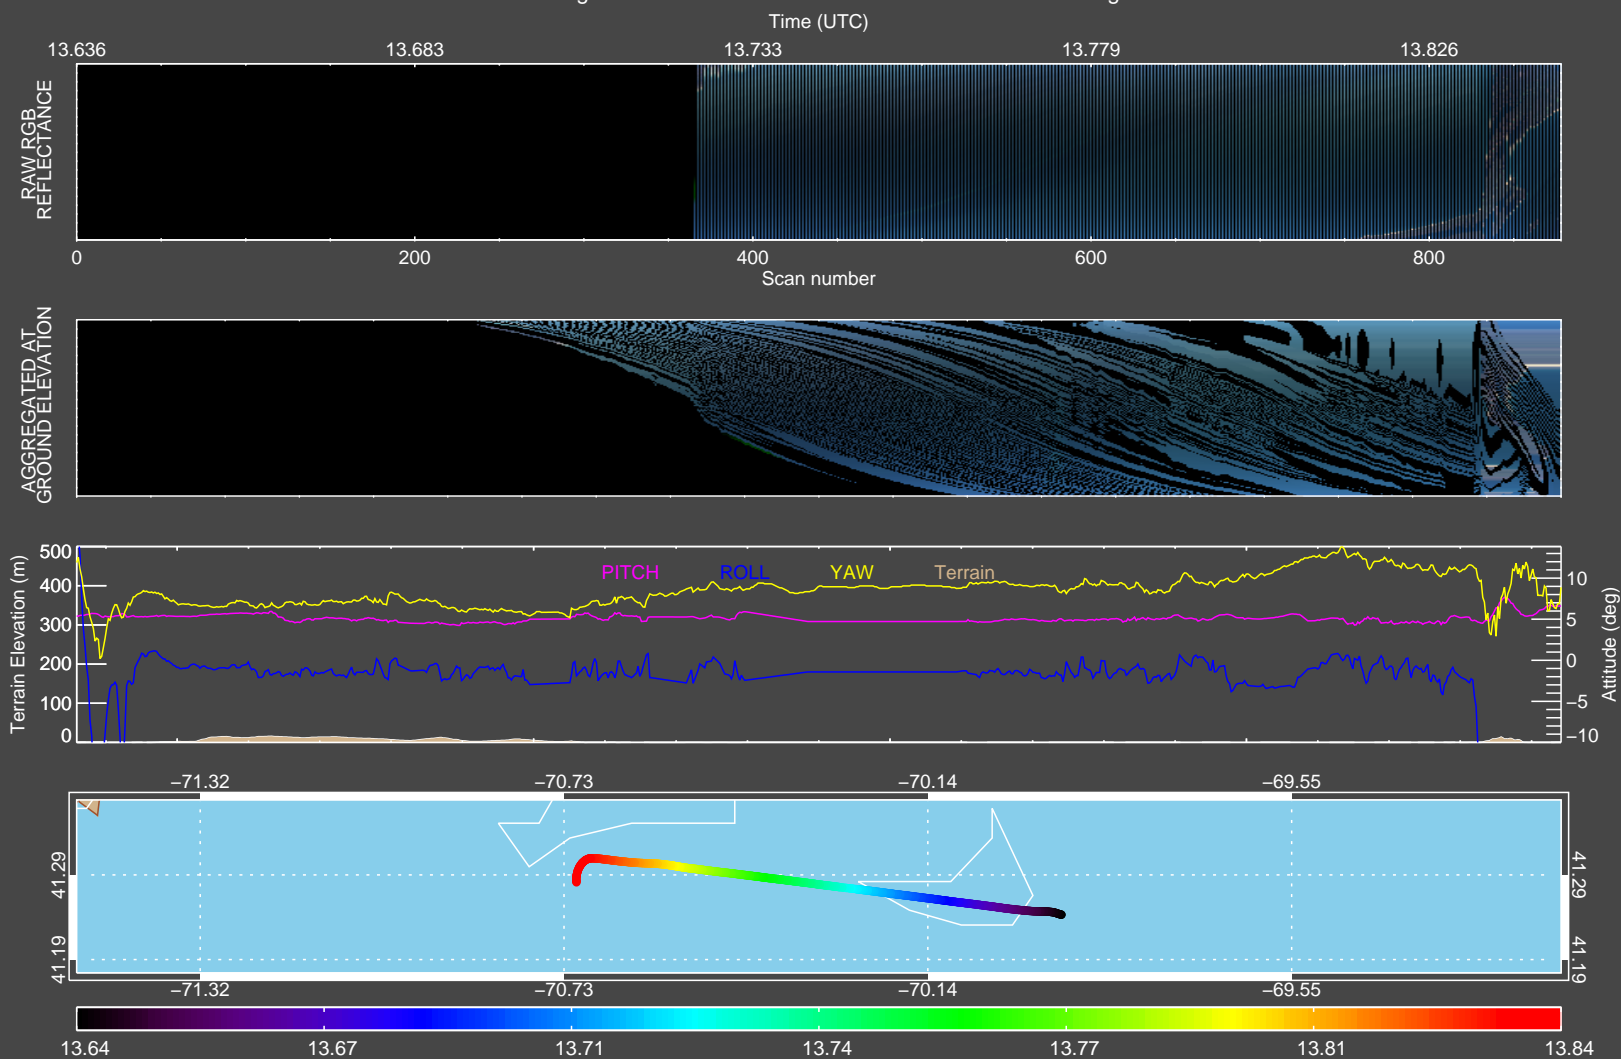 Time (UTC)
13.636 13.683 13.733 13.779 13.826
RAW RGB
REFLECTANCE
0 200 400 600 800
Scan number
AGGREGATED AT
GROUND ELEVATION
Terrain Elevation (m)
500
400
300
200
100
0
PITCH ROLL YAW Terrain
10
5
0
−5
−10
Attitude (deg)
−71.32 −70.73 −70.14 −69.55
41.29 41.29
41.19 41.19
−71.32 −70.73 −70.14 −69.55
13.64 13.67 13.71 13.74 13.77 13.81 13.84